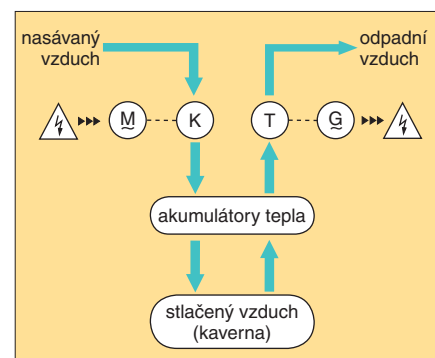 nasávaný
vzduch
odpadní
vzduch
M
K
T
G
akumulátory tepla
stlačený vzduch
(kaverna)